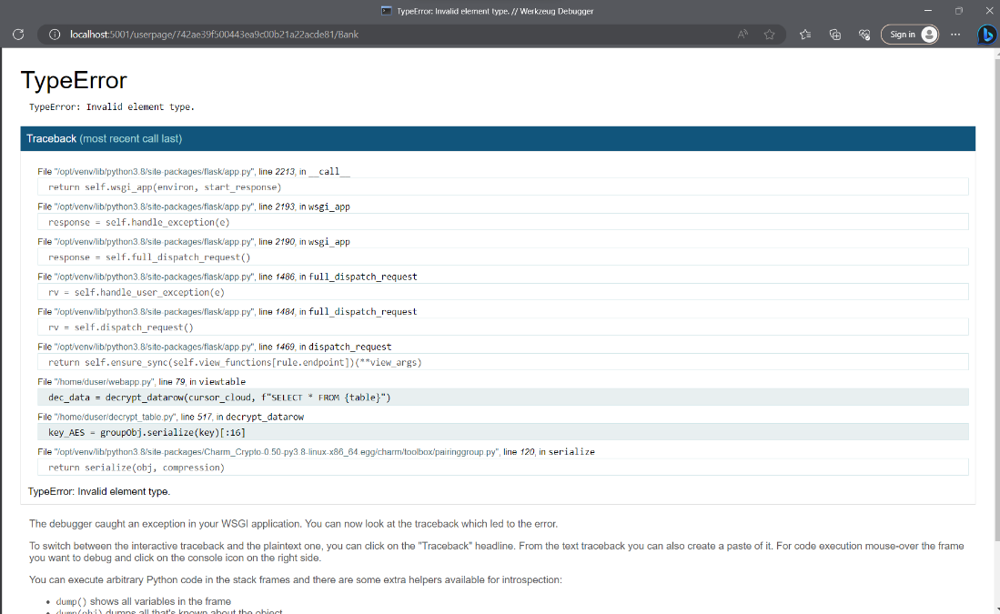 TypeError: Invalid element type. // Werkzeug Debugger
localhost:5001/userpage/742ae39f500443ea9c00b21a22acde81/Bank
Sign in
TypeError
TypeError: Invalid element type.
Traceback (most recent call last)
File "/opt/venv/lib/python3.8/site-packages/flask/app.py", line 2213, in __call__
return self.wsgi_app(environ, start_response)
File "/opt/venv/lib/python3.8/site-packages/flask/app.py", line 2193, in wsgi_app
response = self.handle_exception(e)
File "/opt/venv/lib/python3.8/site-packages/flask/app.py", line 2190, in wsgi_app
response = self.full_dispatch_request()
File "/opt/venv/lib/python3.8/site-packages/flask/app.py", line 1486, in full_dispatch_request
rv = self.handle_user_exception(e)
File "/opt/venv/lib/python3.8/site-packages/flask/app.py", line 1484, in full_dispatch_request
rv = self.dispatch_request()
File "/opt/venv/lib/python3.8/site-packages/flask/app.py", line 1469, in dispatch_request
return self.ensure_sync(self.view_functions[rule.endpoint])(**view_args)
File "/home/duser/webapp.py", line 79, in viewtable
dec_data = decrypt_datarow(cursor_cloud, f"SELECT * FROM {table}")
File "/home/duser/decrypt_table.py", line 517, in decrypt_datarow
key_AES = groupObj.serialize(key)[:16]
File "/opt/venv/lib/python3.8/site-packages/Charm_Crypto-0.50-py3.8-linux-x86_64.egg/charm/toolbox/pairinggroup.py", line 120, in serialize
return serialize(obj, compression)
TypeError: Invalid element type.
The debugger caught an exception in your WSGI application. You can now look at the traceback which led to the error.
To switch between the interactive traceback and the plaintext one, you can click on the "Traceback" headline. From the text traceback you can also create a paste of it. For code execution mouse-over the frame
you want to debug and click on the console icon on the right side.
You can execute arbitrary Python code in the stack frames and there are some extra helpers available for introspection:
• dump() shows all variables in the frame
• dump(obj) dumps all that's known about the object